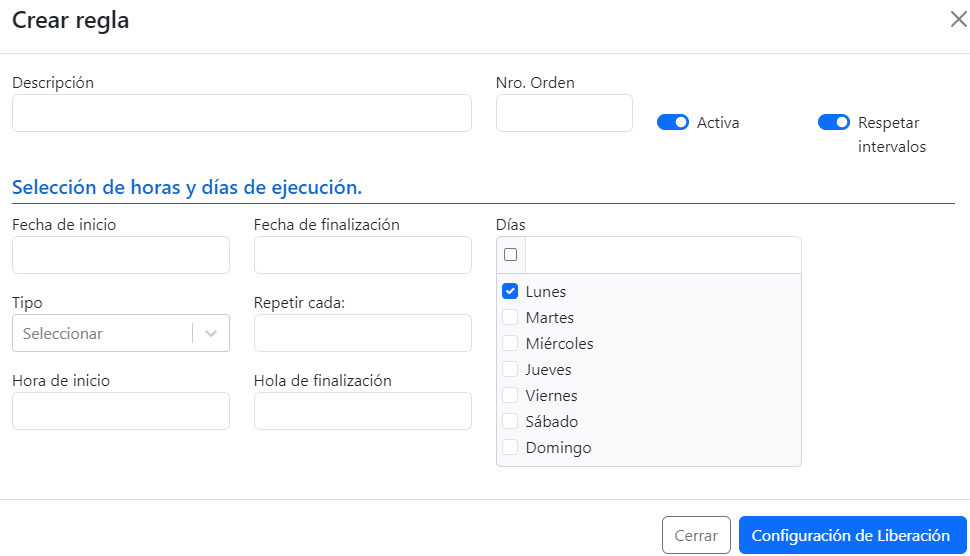 Crear regla
Descripción
Nro. Orden
Activa
Respetar
intervalos
Selección de horas y días de ejecución.
Fecha de inicio
Fecha de finalización
Días
Tipo
Repetir cada:
Seleccionar
Hora de inicio
Hola de finalización
Lunes
Martes
Miércoles
Jueves
Viernes
Sábado
Domingo
Cerrar
Configuración de Liberación